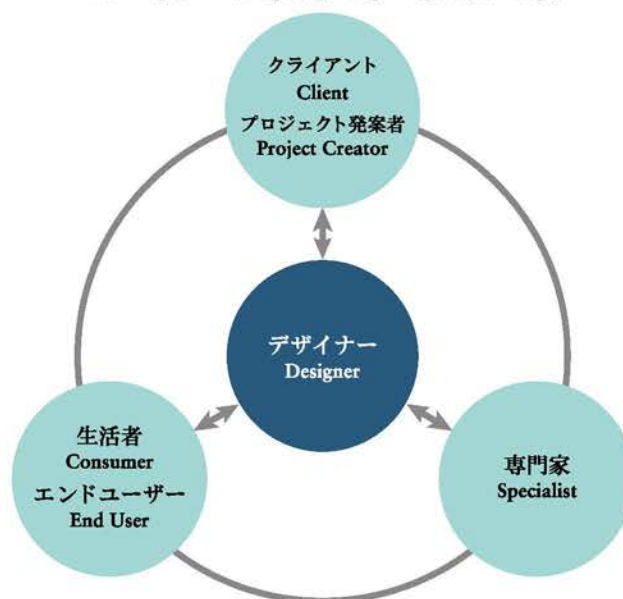 クライアント
Client
プロジェクト発案者
Project Creator
デザイナー
Designer
生活者
Consumer
エンドユーザー
End User
専門家
Specialist